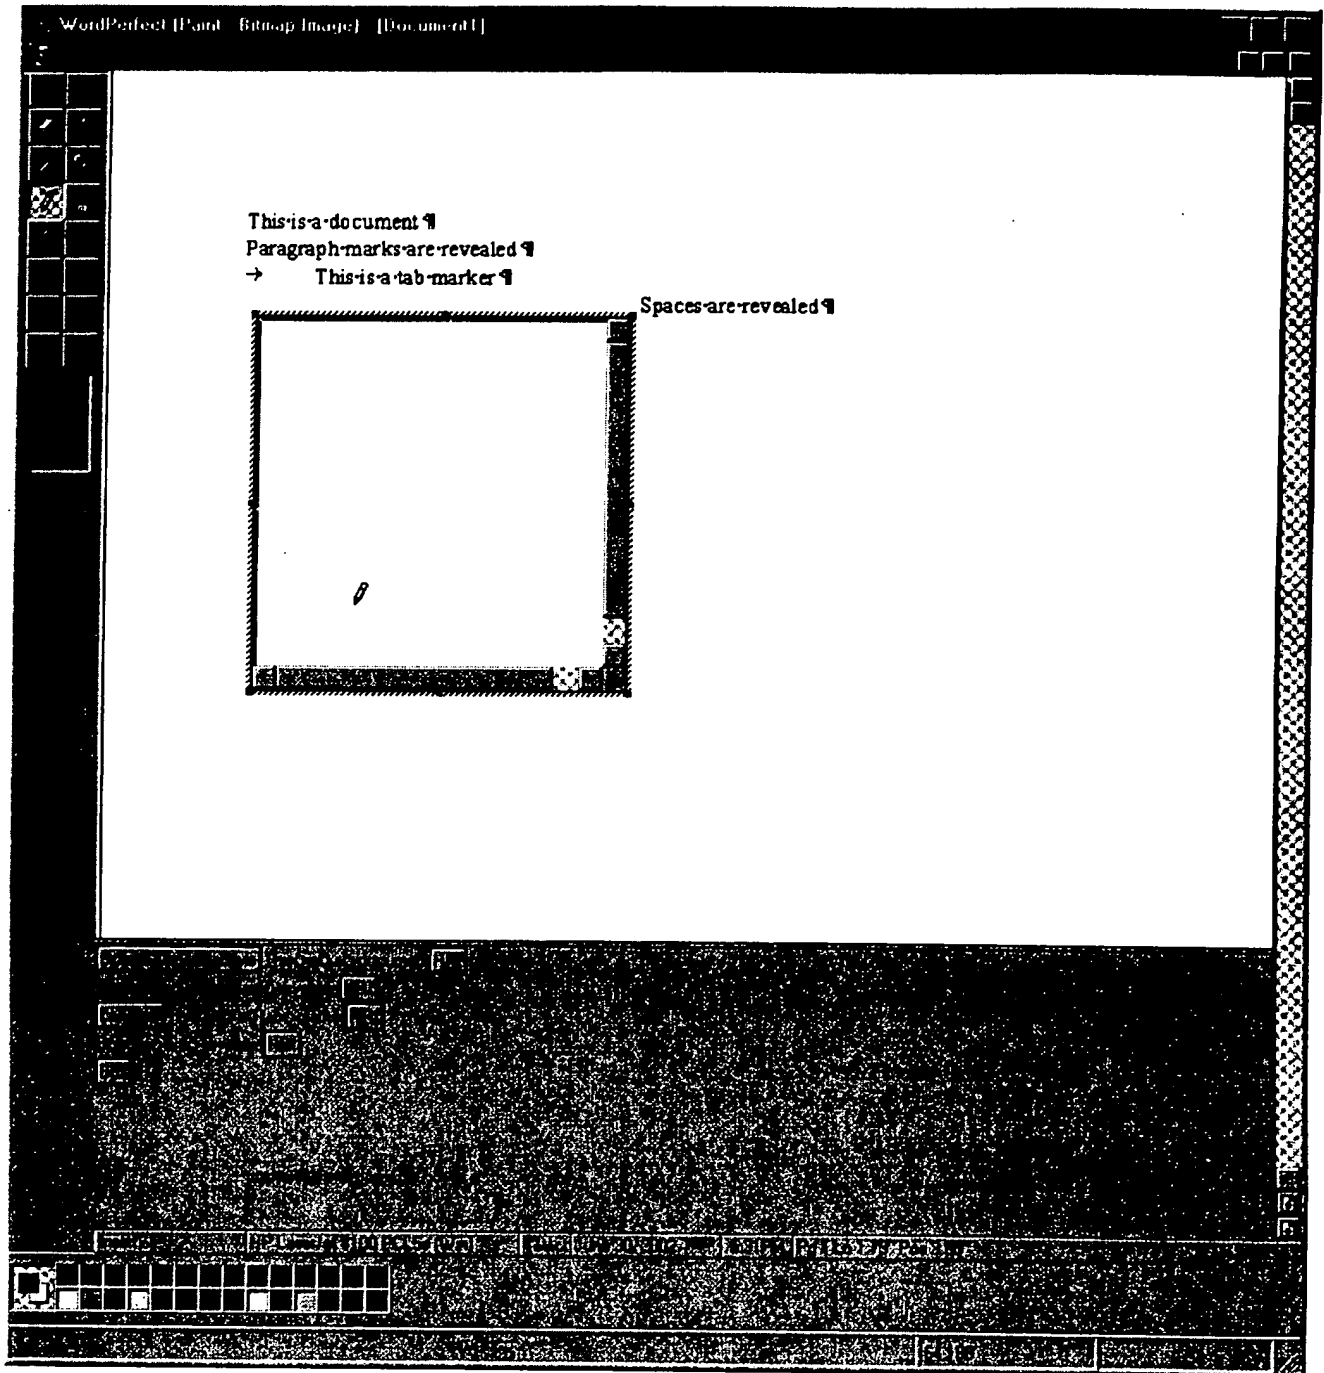 WordPerfect [Paint - Bitmap Image] - [Document1]
This·is·a·document¶
Paragraph·marks·are·revealed¶
→ This·is·a·tab·marker¶
Spaces·are·revealed¶